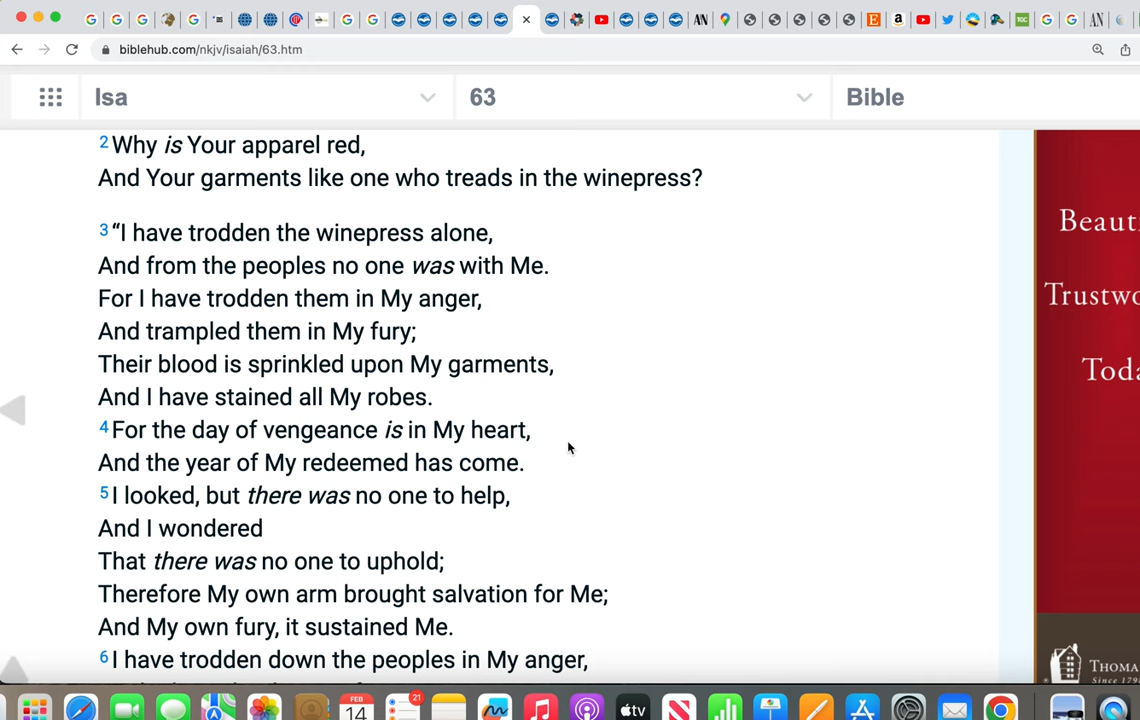 biblehub.com/nkjv/isaiah/63.htm
Isa
63
Bible
2 Why is Your apparel red,
And Your garments like one who treads in the winepress?
3 “I have trodden the winepress alone,
And from the peoples no one was with Me.
For I have trodden them in My anger,
And trampled them in My fury;
Their blood is sprinkled upon My garments,
And I have stained all My robes.
4 For the day of vengeance is in My heart,
And the year of My redeemed has come.
5 I looked, but there was no one to help,
And I wondered
That there was no one to uphold;
Therefore My own arm brought salvation for Me;
And My own fury, it sustained Me.
6 I have trodden down the peoples in My anger,
Beauti
Trustwo
Toda
THOMA
Since 179
21
FEB
14
tv